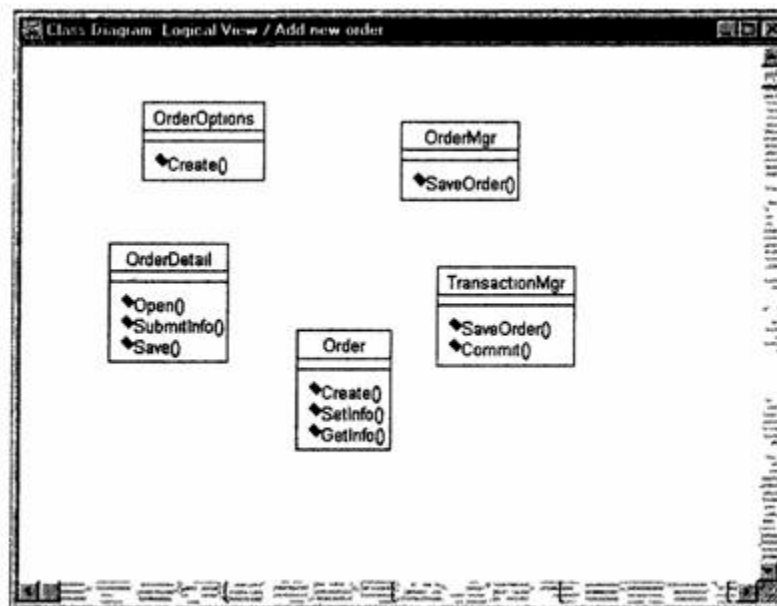 Class Diagram Logical View / Add new order
OrderOptions
Create()
OrderMgr
SaveOrder()
OrderDetail
Open()
SubmitInfo()
Save()
TransactionMgr
SaveOrder()
Commit()
Order
Create()
SetInfo()
GetInfo()